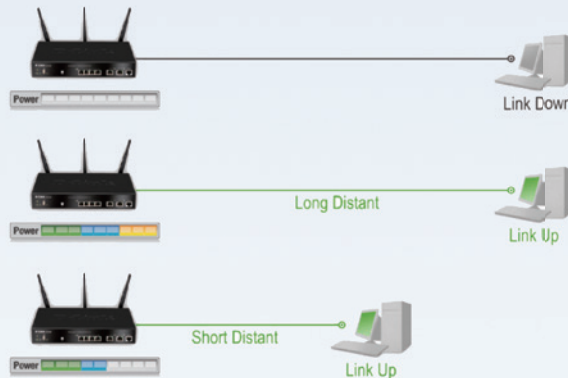 Power
Link Down
Long Distant
Power
Link Up
Short Distant
Power
Link Up